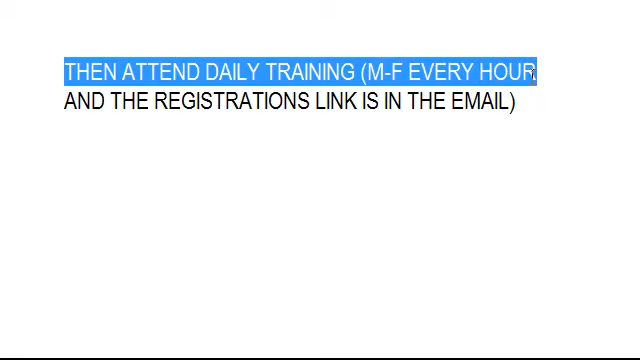 THEN ATTEND DAILY TRAINING (M-F EVERY HOUR
AND THE REGISTRATIONS LINK IS IN THE EMAIL)